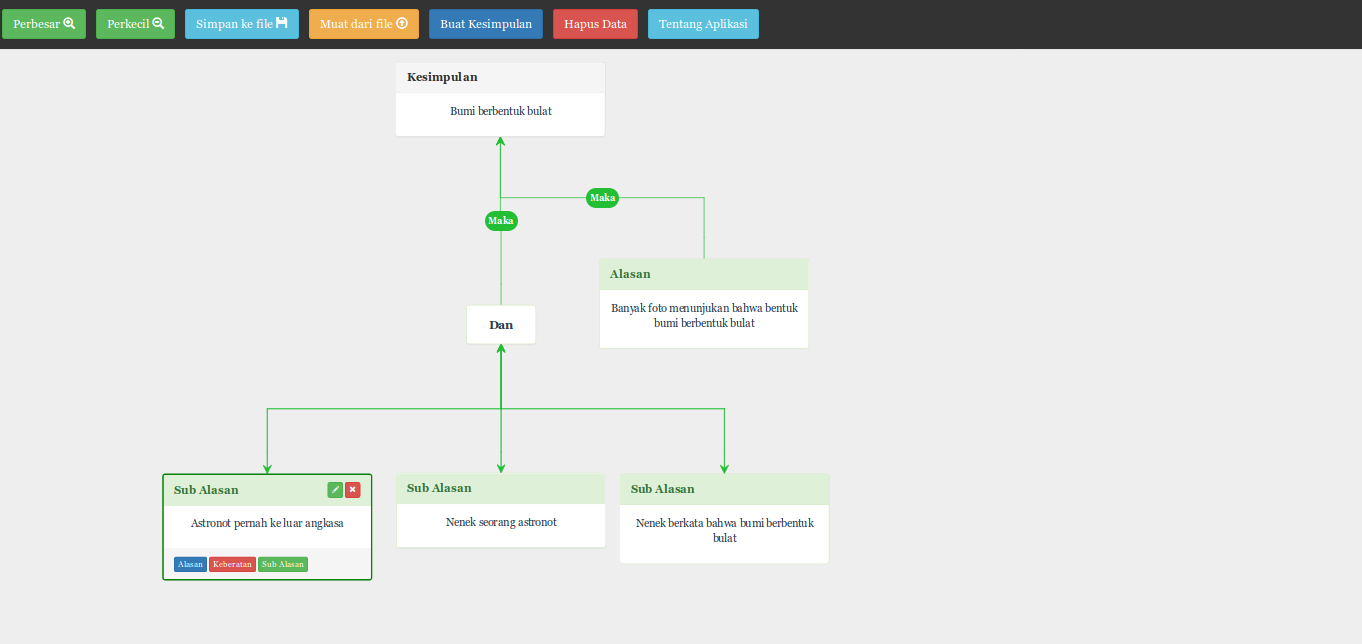 Perbesar Perkecil Simpan ke file Muat dari file Buat Kesimpulan Hapus Data Tentang Aplikasi
Kesimpulan
Bumi berbentuk bulat
Maka
Maka
Alasan
Banyak foto menunjukan bahwa bentuk
bumi berbentuk bulat
Dan
Sub Alasan
Astronot pernah ke luar angkasa
Alasan Keberatan Sub Alasan
Sub Alasan
Nenek seorang astronot
Sub Alasan
Nenek berkata bahwa bumi berbentuk
bulat